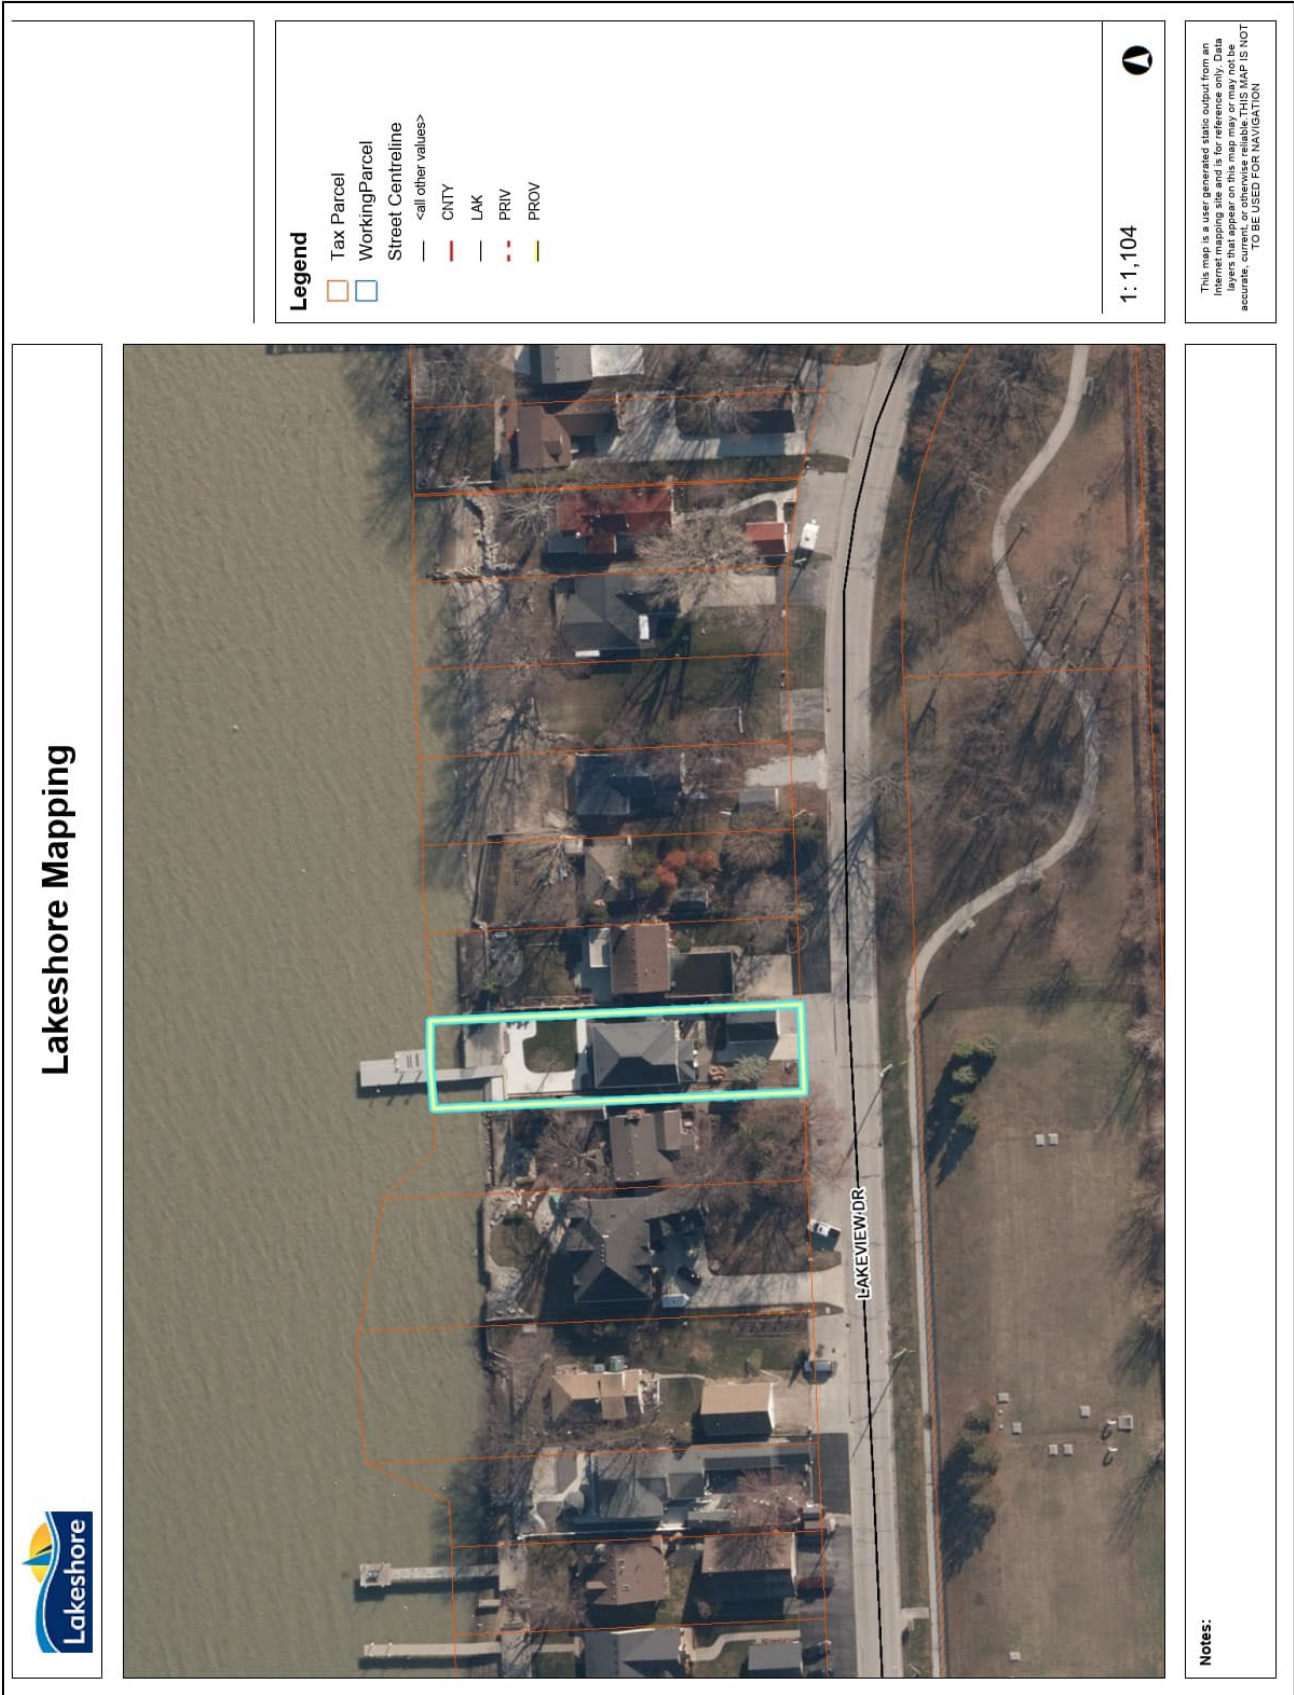 Lakeshore
Lakeshore Mapping
LAKEVIEW DR
Legend
Tax Parcel
WorkingParcel
Street Centreline
<all other values>
CNTY
LAK
PRIV
PROV
1: 1,104
Notes:
This map is a user generated static output from an
Internet mapping site and is for reference only. Data
layers that appear on this map may or may not be
accurate, current, or otherwise reliable.THIS MAP IS NOT
TO BE USED FOR NAVIGATION